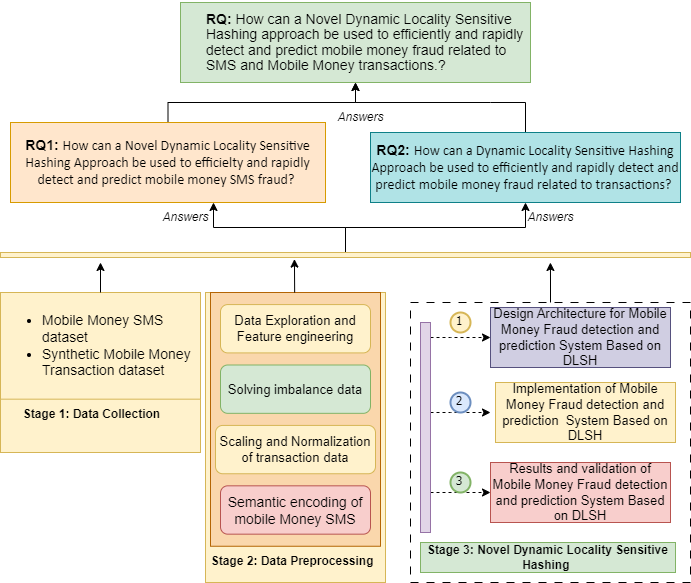 RQ: How can a Novel Dynamic Locality Sensitive
Hashing approach be used to efficiently and rapidly
detect and predict mobile money fraud related to
SMS and Mobile Money transactions.?
Answers
RQ1: How can a Novel Dynamic Locality Sensitive
Hashing Approach be used to efficielty and rapidly
detect and predict mobile money SMS fraud?
RQ2: How can a Dynamic Locality Sensitive Hashing
Approach be used to efficiently and rapidly detect and
predict mobile money fraud related to transactions?
Answers
Answers
Mobile Money SMS
dataset
Synthetic Mobile Money
Transaction dataset
Stage 1: Data Collection
Data Exploration and
Feature engineering
Solving imbalance data
Scaling and Normalization
of transaction data
Semantic encoding of
mobile Money SMS
Stage 2: Data Preprocessing
1
Design Architecture for Mobile
Money Fraud detection and
prediction System Based on
DLSH
2
Implementation of Mobile
Money Fraud detection and
prediction System Based on
DLSH
3
Results and validation of
Mobile Money Fraud detection
and prediction System Based
on DLSH
Stage 3: Novel Dynamic Locality Sensitive
Hashing